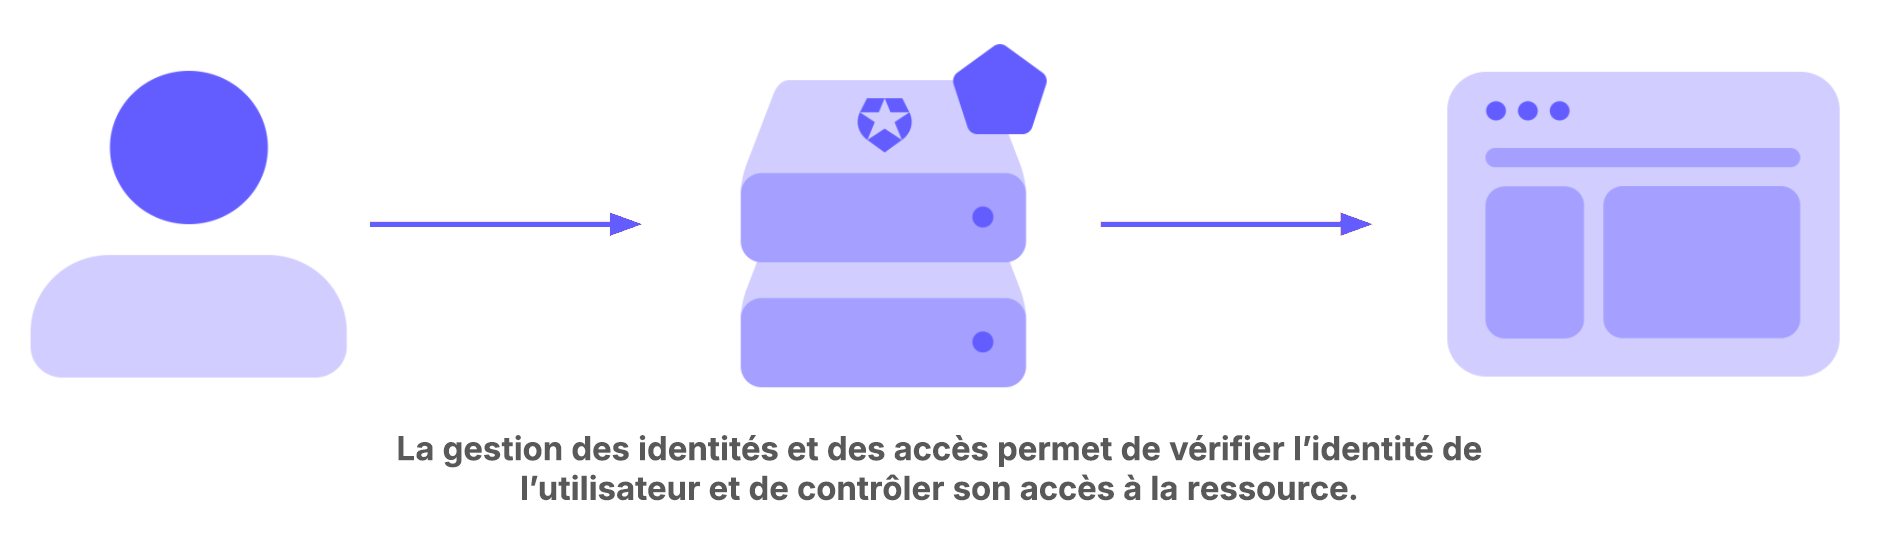 La gestion des identités et des accès permet de vérifier l’identité de
l’utilisateur et de contrôler son accès à la ressource.